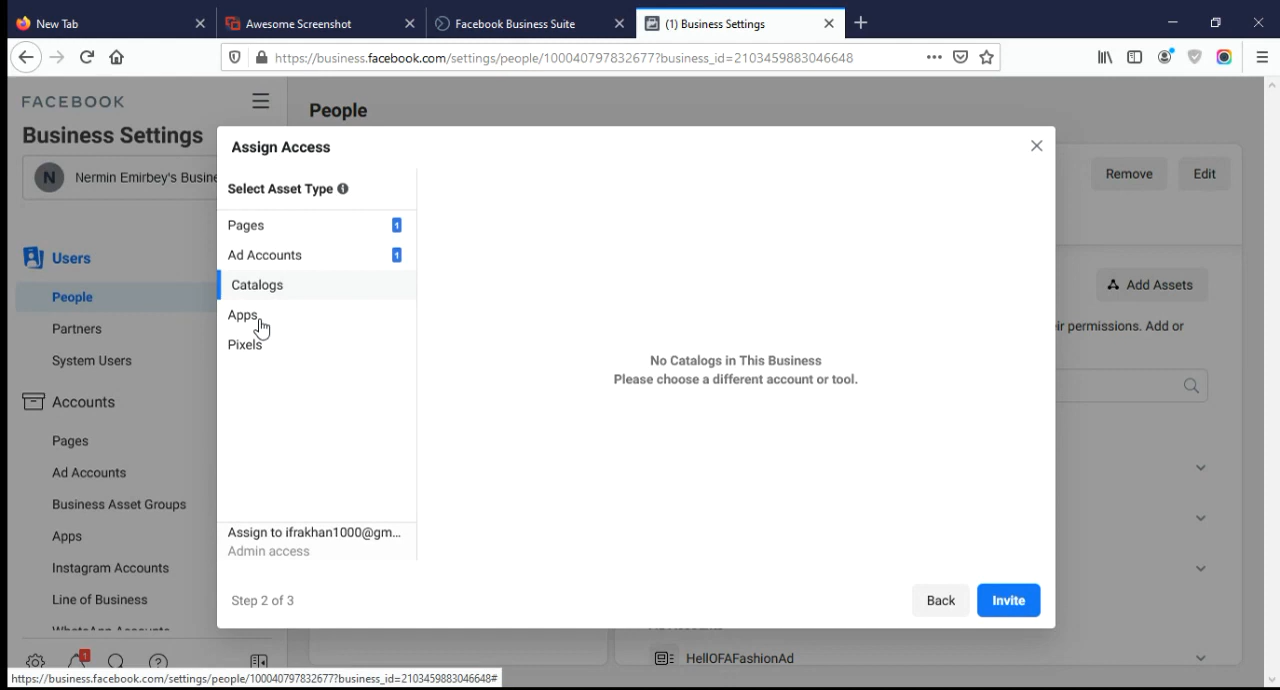 New Tab
Awesome Screenshot
Facebook Business Suite
(1) Business Settings
https://business.facebook.com/settings/people/100040797832677?business_id=2103459883046648
FACEBOOK
Business Settings
N
Nermin Emirbey's Busine
Users
People
Partners
System Users
Accounts
Pages
Ad Accounts
Business Asset Groups
Apps
Instagram Accounts
Line of Business
WhatsApp Accounts
1
People
Remove
Edit
Add Assets
eir permissions. Add or
HellOFAFashionAd
Assign Access
Select Asset Type
Pages
1
Ad Accounts
1
Catalogs
Apps
Pixels
No Catalogs in This Business
Please choose a different account or tool.
Assign to ifrakhan1000@gm...
Admin access
Step 2 of 3
Back
Invite
https://business.facebook.com/settings/people/100040797832677?business_id=2103459883046648#